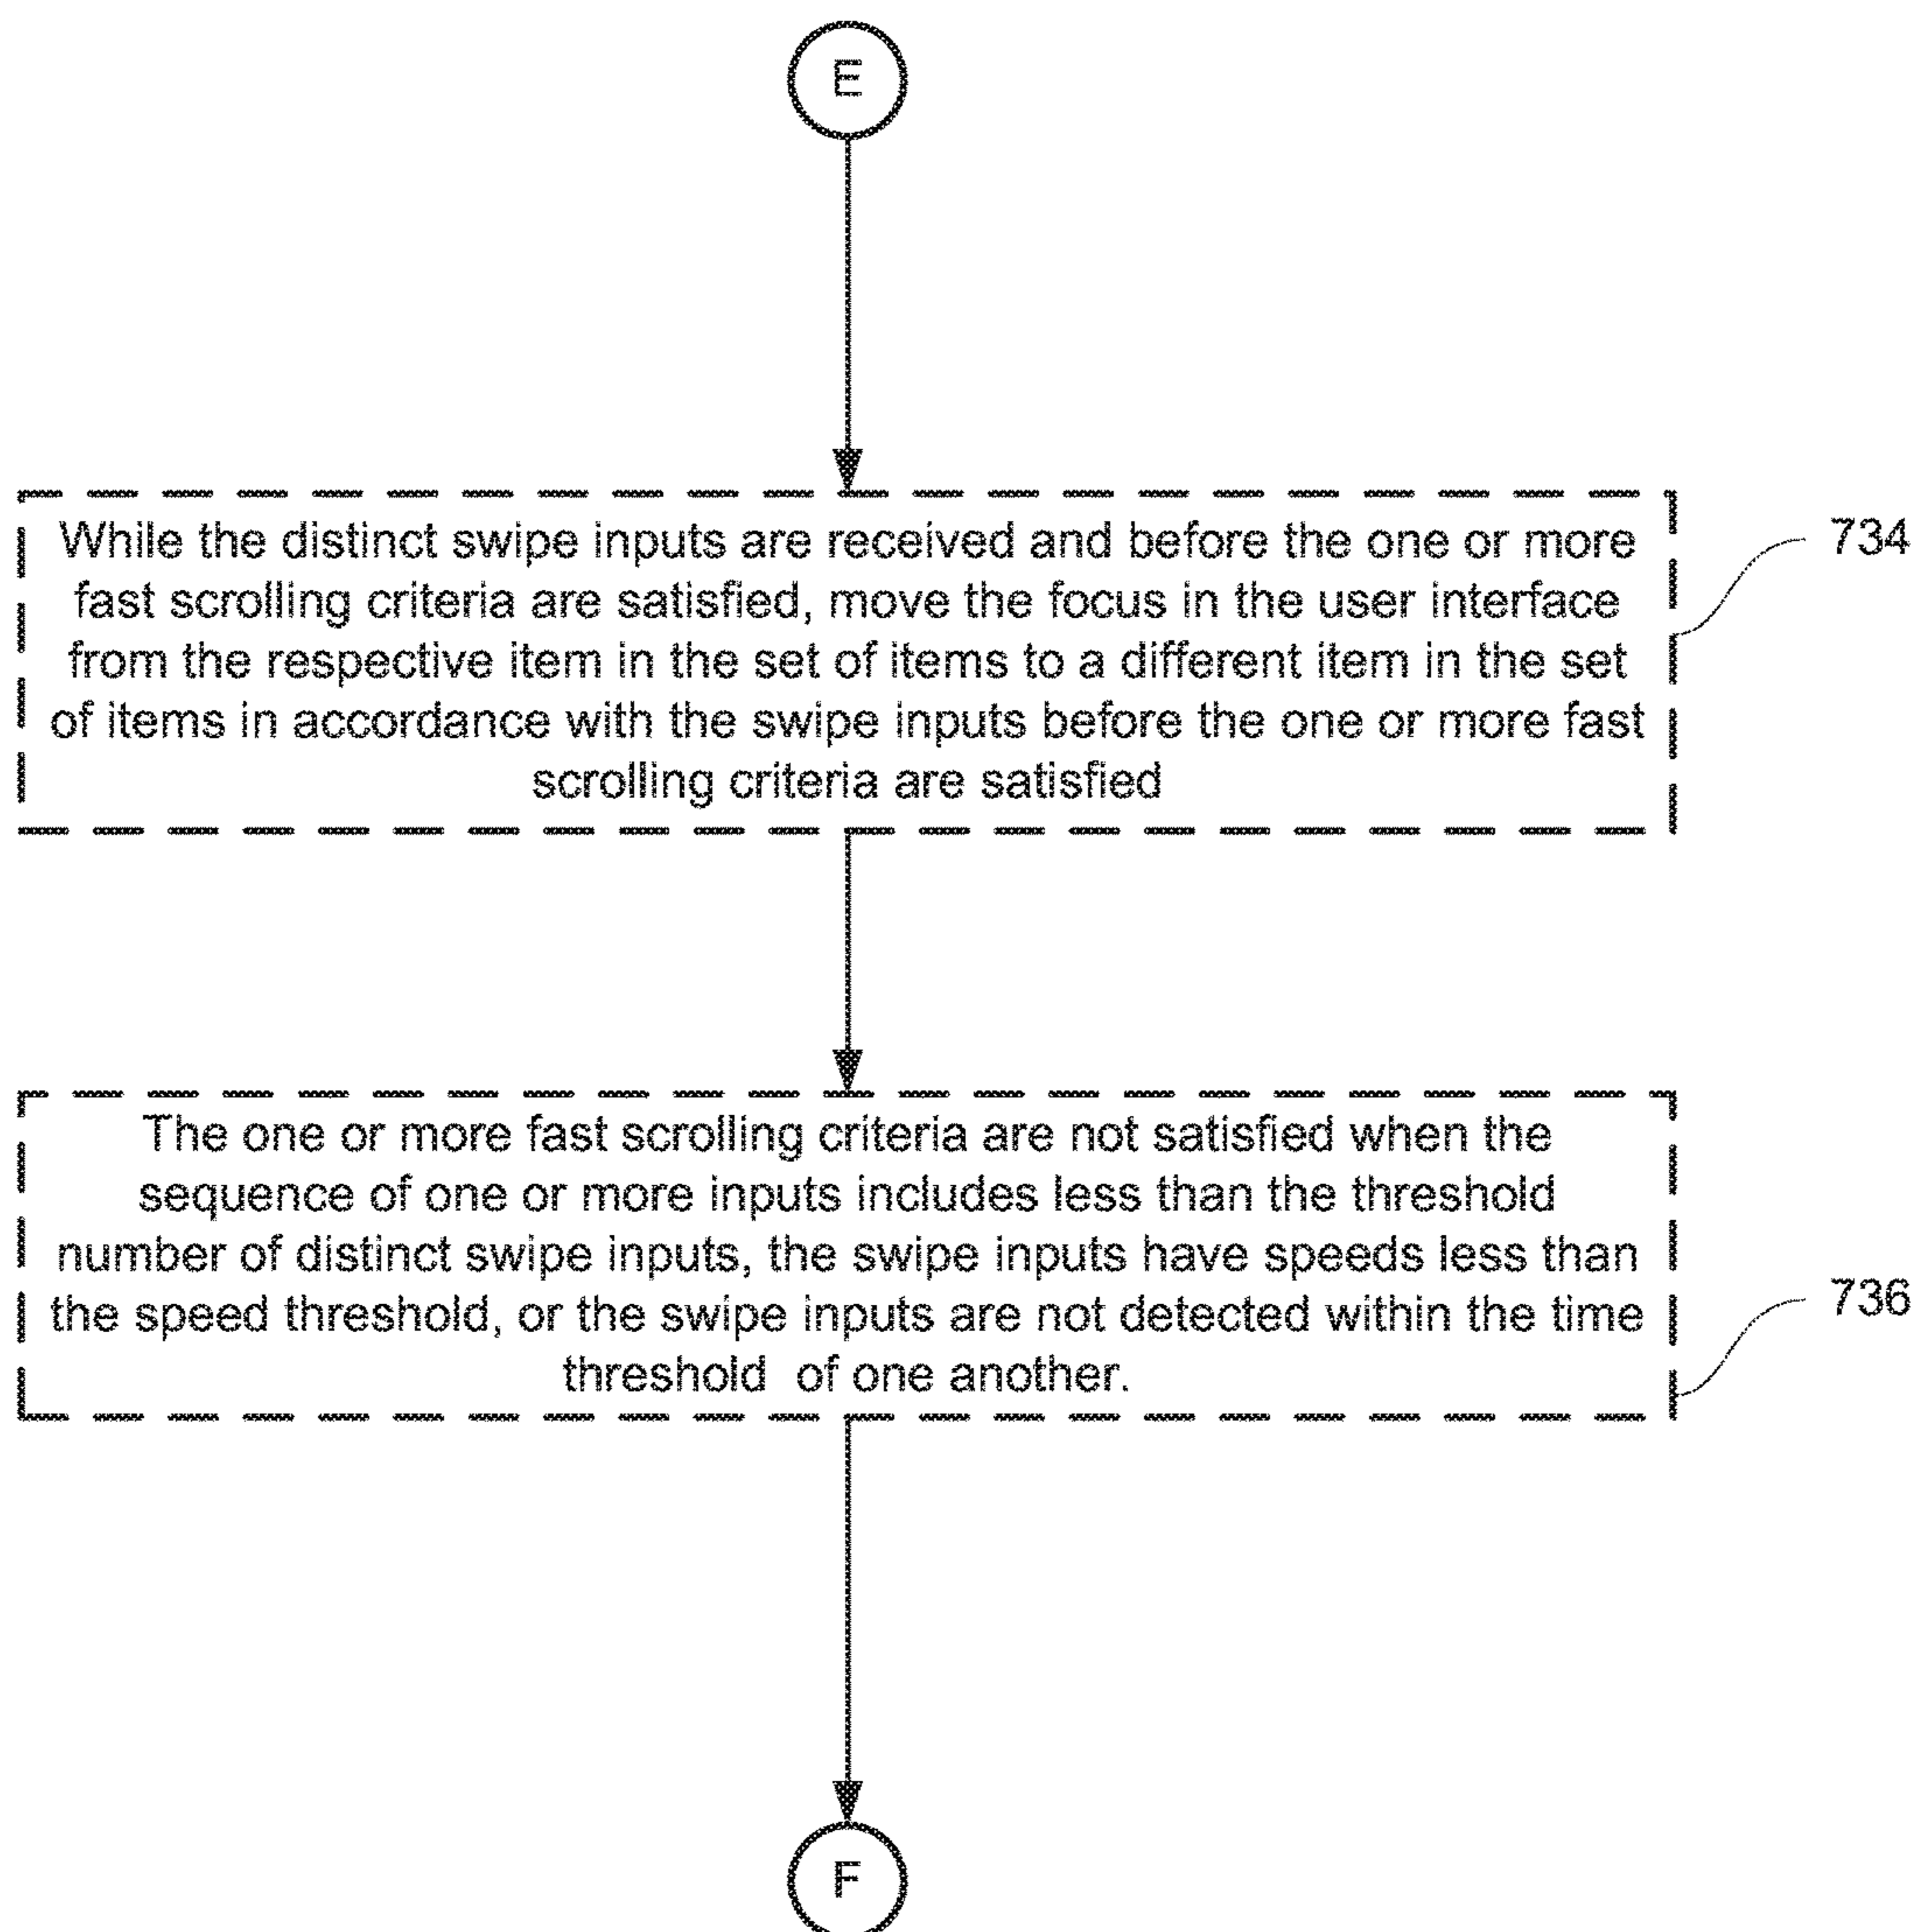 E
While the distinct swipe inputs are received and before the one or more
fast scrolling criteria are satisfied, move the focus in the user interface
from the respective item in the set of items to a different item in the set
of items in accordance with the swipe inputs before the one or more fast
scrolling criteria are satisfied
734
The one or more fast scrolling criteria are not satisfied when the
sequence of one or more inputs includes less than the threshold
number of distinct swipe inputs, the swipe inputs have speeds less than
the speed threshold, or the swipe inputs are not detected within the time
threshold  of one another.
736
F